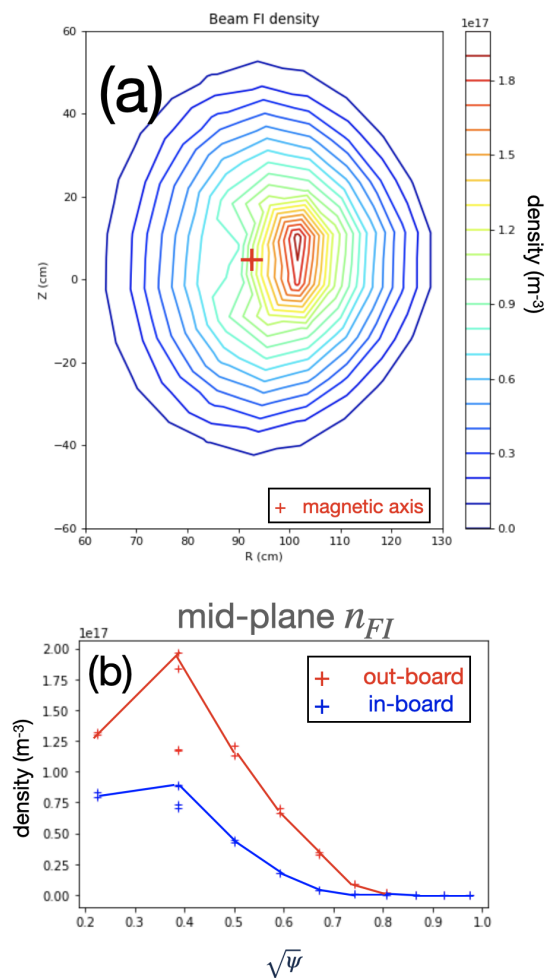 Beam FI density
1e17
(a)
60
40
20
0
−20
−40
−60
Z (cm)
60 70 80 90 100 110 120 130
R (cm)
+ magnetic axis
1.8
1.5
1.2
0.9
0.6
0.3
0.0
density (m-3)
mid-plane nFI
1e17
(b)
+ out-board
+ in-board
2.00
1.75
1.50
1.25
1.00
0.75
0.50
0.25
0.00
density (m-3)
0.2 0.3 0.4 0.5 0.6 0.7 0.8 0.9 1.0
√ψ